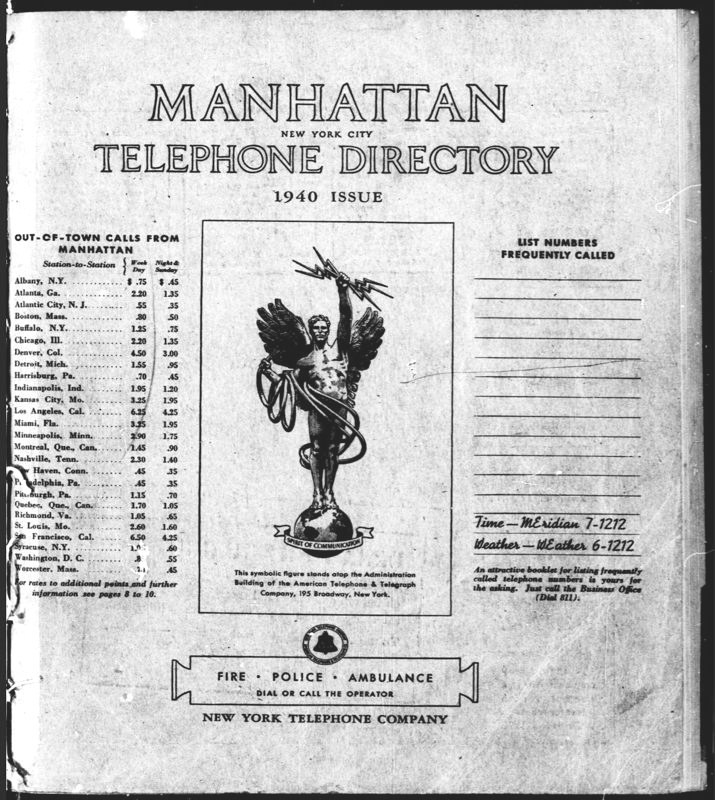 MANHATTAN
NEW YORK CITY
TELEPHONE DIRECTORY
1940 ISSUE
OUT-OF-TOWN CALLS FROM
MANHATTAN
Station-to-Station { Week Day Night & Sunday
Albany, N.Y. .......... $ .75 $ .45
Atlanta, Ga. .......... 2.20 1.35
Atlantic City, N. J. .......... .55 .35
Boston, Mass. .......... .80 .50
Buffalo, N.Y. .......... 1.25 .75
Chicago, Ill. .......... 2.20 1.35
Denver, Col. .......... 4.50 3.00
Detroit, Mich. .......... 1.55 .95
Harrisburg, Pa. .......... .70 .45
Indianapolis, Ind. .......... 1.95 1.20
Kansas City, Mo. .......... 3.25 1.95
Los Angeles, Cal. .......... 6.25 4.25
Miami, Fla. .......... 3.25 1.95
Minneapolis, Minn. .......... 2.90 1.75
Montreal, Que., Can. .......... 1.45 .90
Nashville, Tenn. .......... 2.30 1.40
Haven, Conn. .......... .45 .35
Pa. .......... .45 .35
Pittsburgh, Pa. .......... 1.15 .70
Quebec, Que., Can. .......... 1.70 1.05
Richmond, Va. .......... 1.05 .65
St. Louis, Mo. .......... 2.60 1.60
San Francisco, Cal. .......... 6.50 4.25
Syracuse, N.Y. .......... .60
Washington, D. C. .......... .55
Worcester, Mass. .......... .45
For rates to additional points and further
information see pages 8 to 10.
SPIRIT OF COMMUNICATION
This symbolic figure stands atop the Administration
Building of the American Telephone & Telegraph
Company, 195 Broadway, New York.
LIST NUMBERS
FREQUENTLY CALLED
Time — MEridian 7-1212
Weather — WEather 6-1212
An attractive booklet for listing frequently
called telephone numbers is yours for
the asking. Just call the Business Office
(Dial 811).
FIRE • POLICE • AMBULANCE
DIAL OR CALL THE OPERATOR
NEW YORK TELEPHONE COMPANY